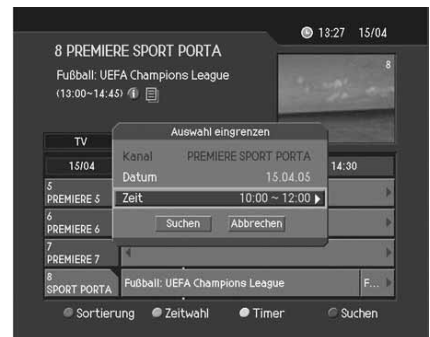 13:27 15/04
8 PREMIERE SPORT PORTA
8
Fußball: UEFA Champions League
(13:00~14:45)
TV
Auswahl eingrenzen
15/04
14:30
Kanal PREMIERE SPORT PORTA
Datum 15.04.05
Zeit 10:00 ~ 12:00
Suchen Abbrechen
5
PREMIERE 5
6
PREMIERE 6
7
PREMIERE 7
8
SPORT PORTA
Fußball: UEFA Champions League F...
Sortierung Zeitwahl Timer Suchen